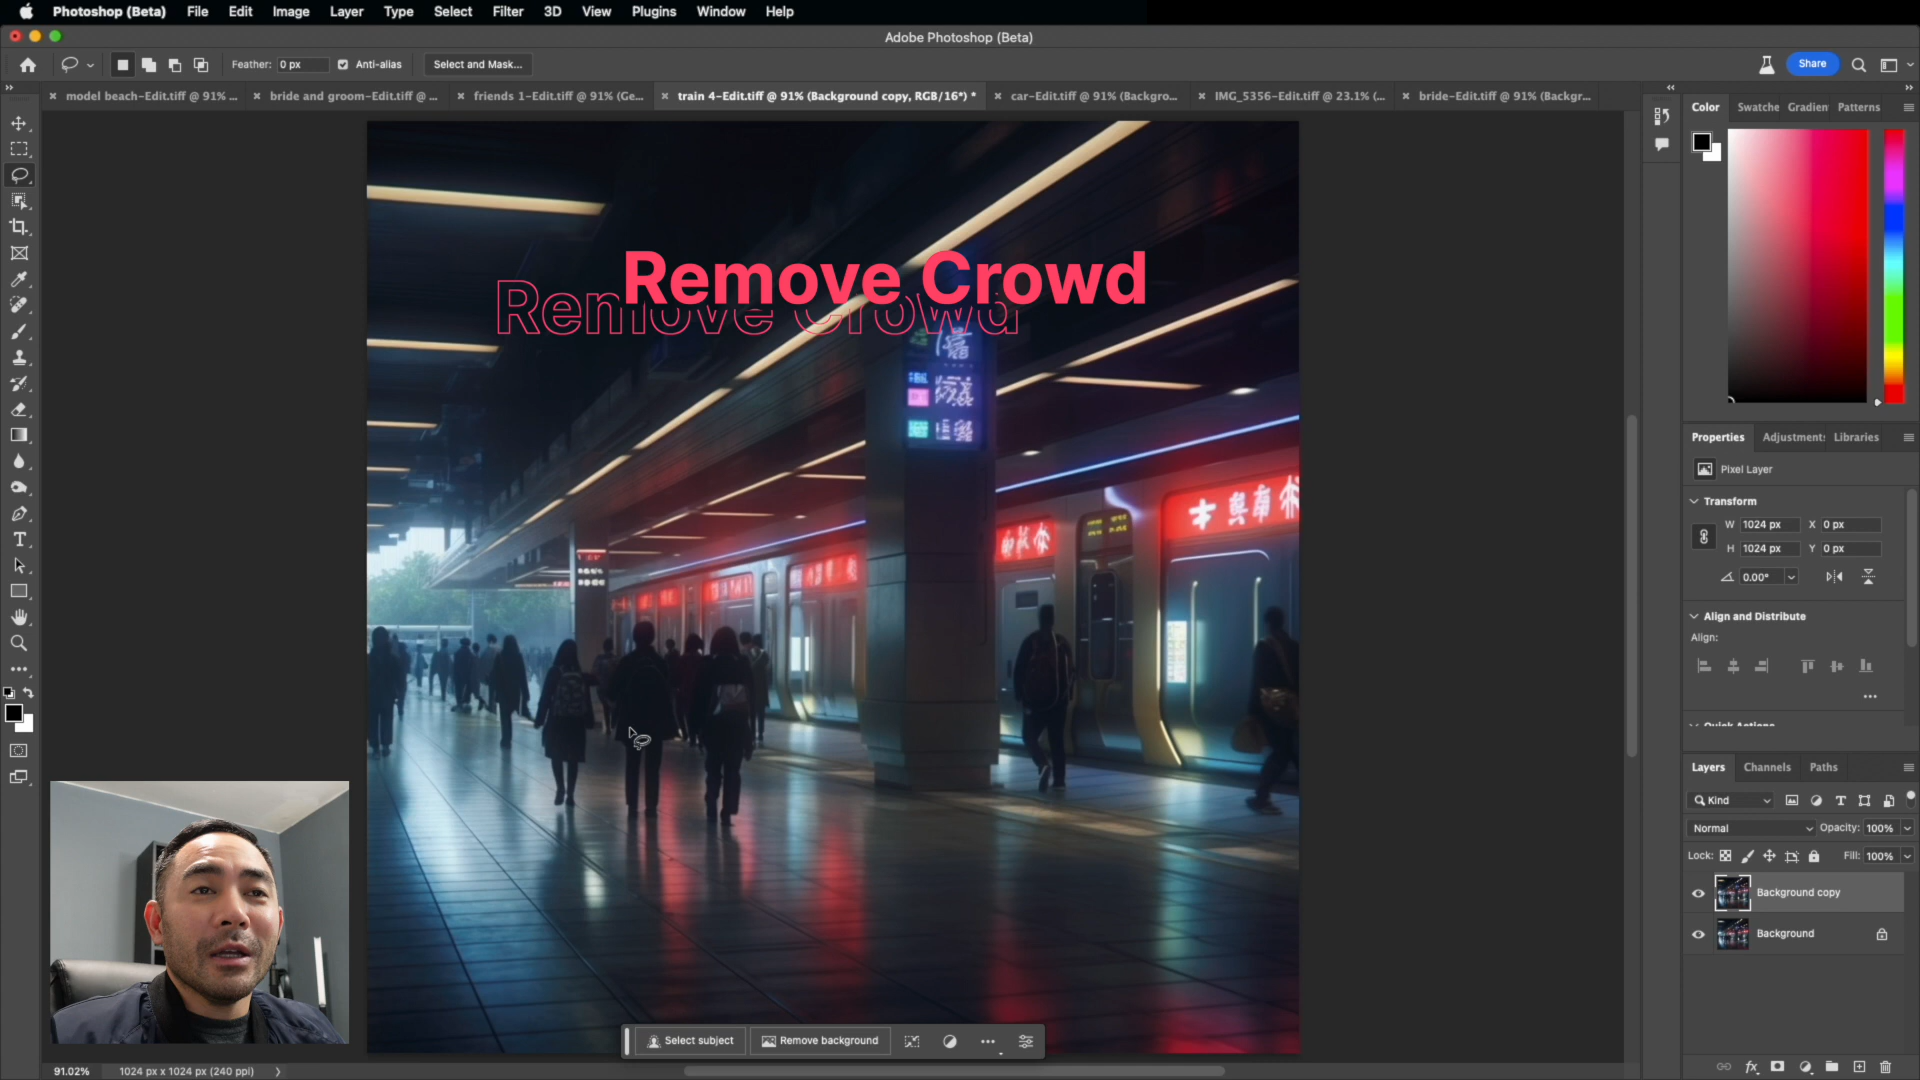 Photoshop (Beta) File Edit Image Layer Type Select Filter 3D View Plugins Window Help
Adobe Photoshop (Beta)
Feather: 0 px Anti-alias Select and Mask... Share
model beach-Edit.tiff @ 91% ... bride and groom-Edit.tiff @ ... friends 1-Edit.tiff @ 91% (Ge... train 4-Edit.tiff @ 91% (Background copy, RGB/16*) * car-Edit.tiff @ 91% (Backgro... IMG_5356-Edit.tiff @ 23.1% (... bride-Edit.tiff @ 91% (Backgr...
Color Swatche Gradien Patterns
Remove Crowd
Remove Crowd
Properties Adjustment: Libraries
Pixel Layer
Transform
W 1024 px X 0 px
H 1024 px Y 0 px
0.00°
Align and Distribute
Align:
Quick Actions
Layers Channels Paths
Kind
Normal Opacity: 100%
Lock: Fill: 100%
Background copy
Background
Select subject Remove background
91.02% 1024 px x 1024 px (240 ppi)